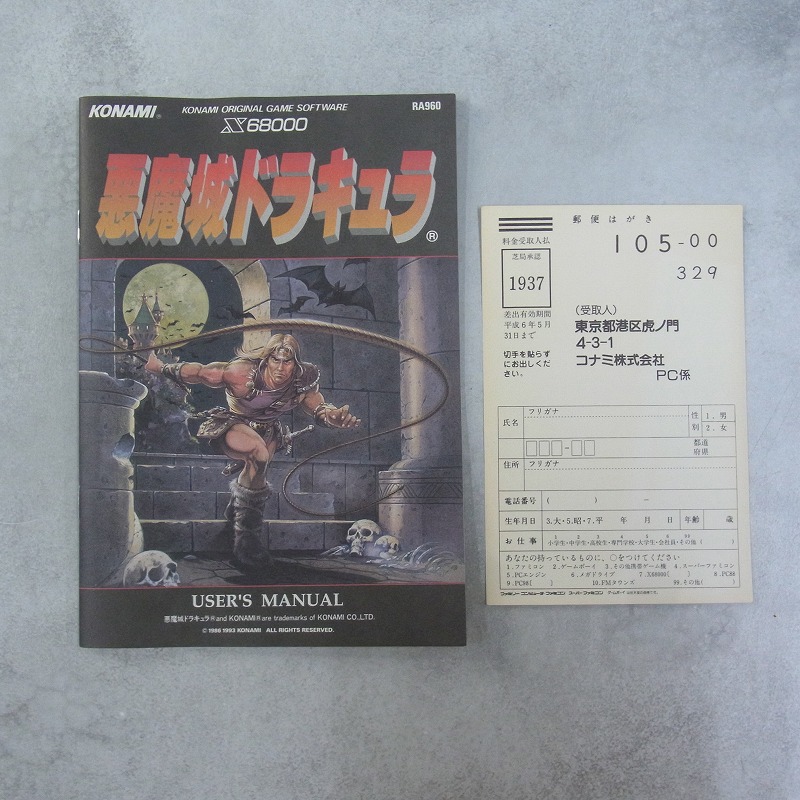 KONAMI®
KONAMI ORIGINAL GAME SOFTWARE
RA960
X68000
悪魔城ドラキュラ®
USER'S MANUAL
悪魔城ドラキュラ® and KONAMI® are trademarks of KONAMI CO., LTD.
© 1986 1993 KONAMI ALL RIGHTS RESERVED.
郵便はがき
料金受取人払
芝局承認
1937
差出有効期間
平成6年5月
31日まで
切手を貼らず
にお出しくだ
さい。
105-00
329
(受取人)
東京都港区虎ノ門
4-3-1
コナミ株式会社
PC係
氏名
フリガナ
性別
1.男
2.女
都道
府県
住所
フリガナ
電話番号 ( ) -
生年月日 3.大・5.昭・7.平 年 月 日 年齢 歳
お仕事 小学生・中学生・高校生・専門学校・大学生・会社員・その他( )
あなたの持っているものに、○をつけてください
1.ファミコン 2.ゲームボーイ 3.その他携帯ゲーム機 4.スーパーファミコン
5.PCエンジン 6.メガドライブ 7.X68000[ ] 8.PC88
9.PC98[ ] 10.FMタウンズ 99.その他( )